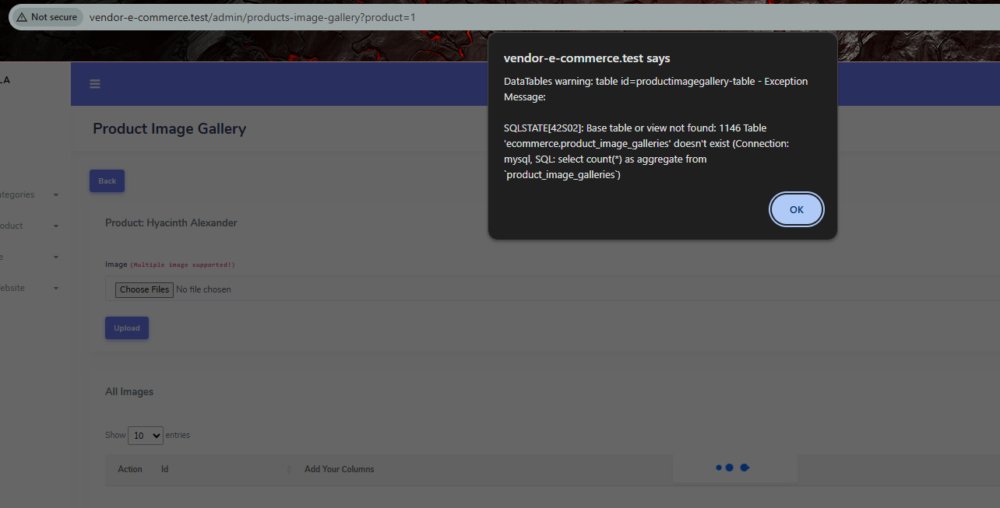 Not secure vendor-e-commerce.test/admin/products-image-gallery?product=1
vendor-e-commerce.test says
DataTables warning: table id=productimagegallery-table - Exception
Message:
SQLSTATE[42S02]: Base table or view not found: 1146 Table
'ecommerce.product_image_galleries' doesn't exist (Connection:
mysql, SQL: select count(*) as aggregate from
`product_image_galleries`)
OK
LA
Product Image Gallery
Back
ategories
oduct
e
ebsite
Product: Hyacinth Alexander
Image (Multiple image supported!)
Choose Files No file chosen
Upload
All Images
Show 10 entries
Action Id Add Your Columns